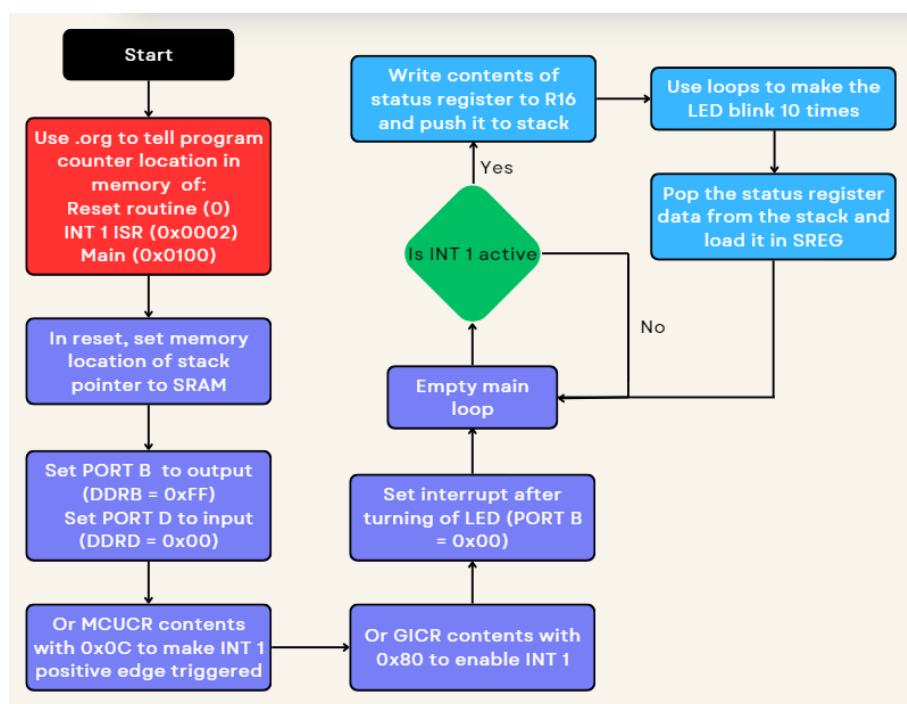 Start
Use .org to tell program
counter location in
memory of:
Reset routine (0)
INT 1 ISR (0x0002)
Main (0x0100)
In reset, set memory
location of stack
pointer to SRAM
Set PORT B to output
(DDRB = 0xFF)
Set PORT D to input
(DDRD = 0x00)
Or MCUCR contents
with 0x0C to make INT 1
positive edge triggered
Or GICR contents with
0x80 to enable INT 1
Set interrupt after
turning of LED (PORT B
= 0x00)
Empty main
loop
Is INT 1 active
No
Yes
Write contents of
status register to R16
and push it to stack
Use loops to make the
LED blink 10 times
Pop the status register
data from the stack and
load it in SREG